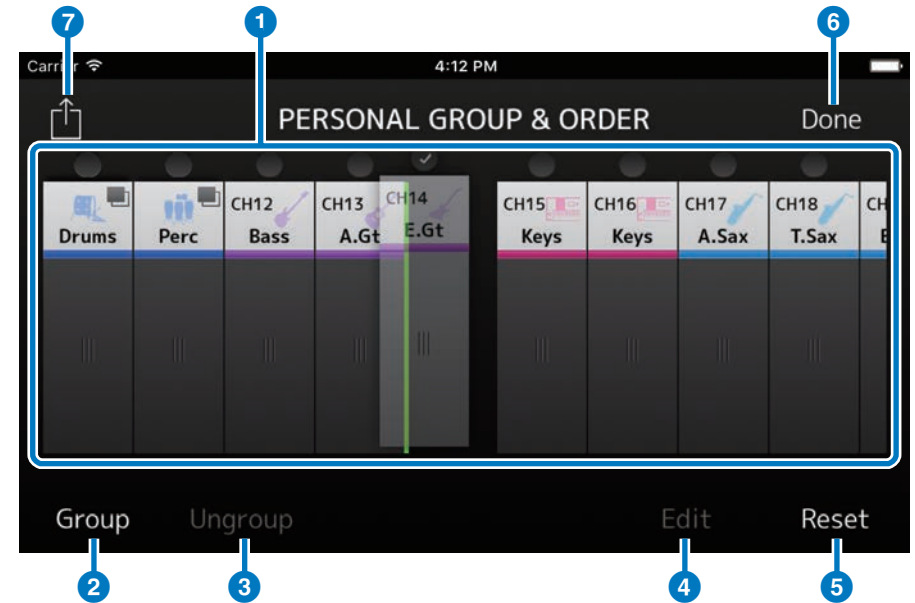 7 1 6
4:12 PM
PERSONAL GROUP & ORDER Done
CH12 CH13 CH14 CH15 CH16 CH17 CH18 CH
Drums Perc Bass A.Gt E.Gt Keys Keys A.Sax T.Sax
Group Ungroup Edit Reset
2 3 4 5